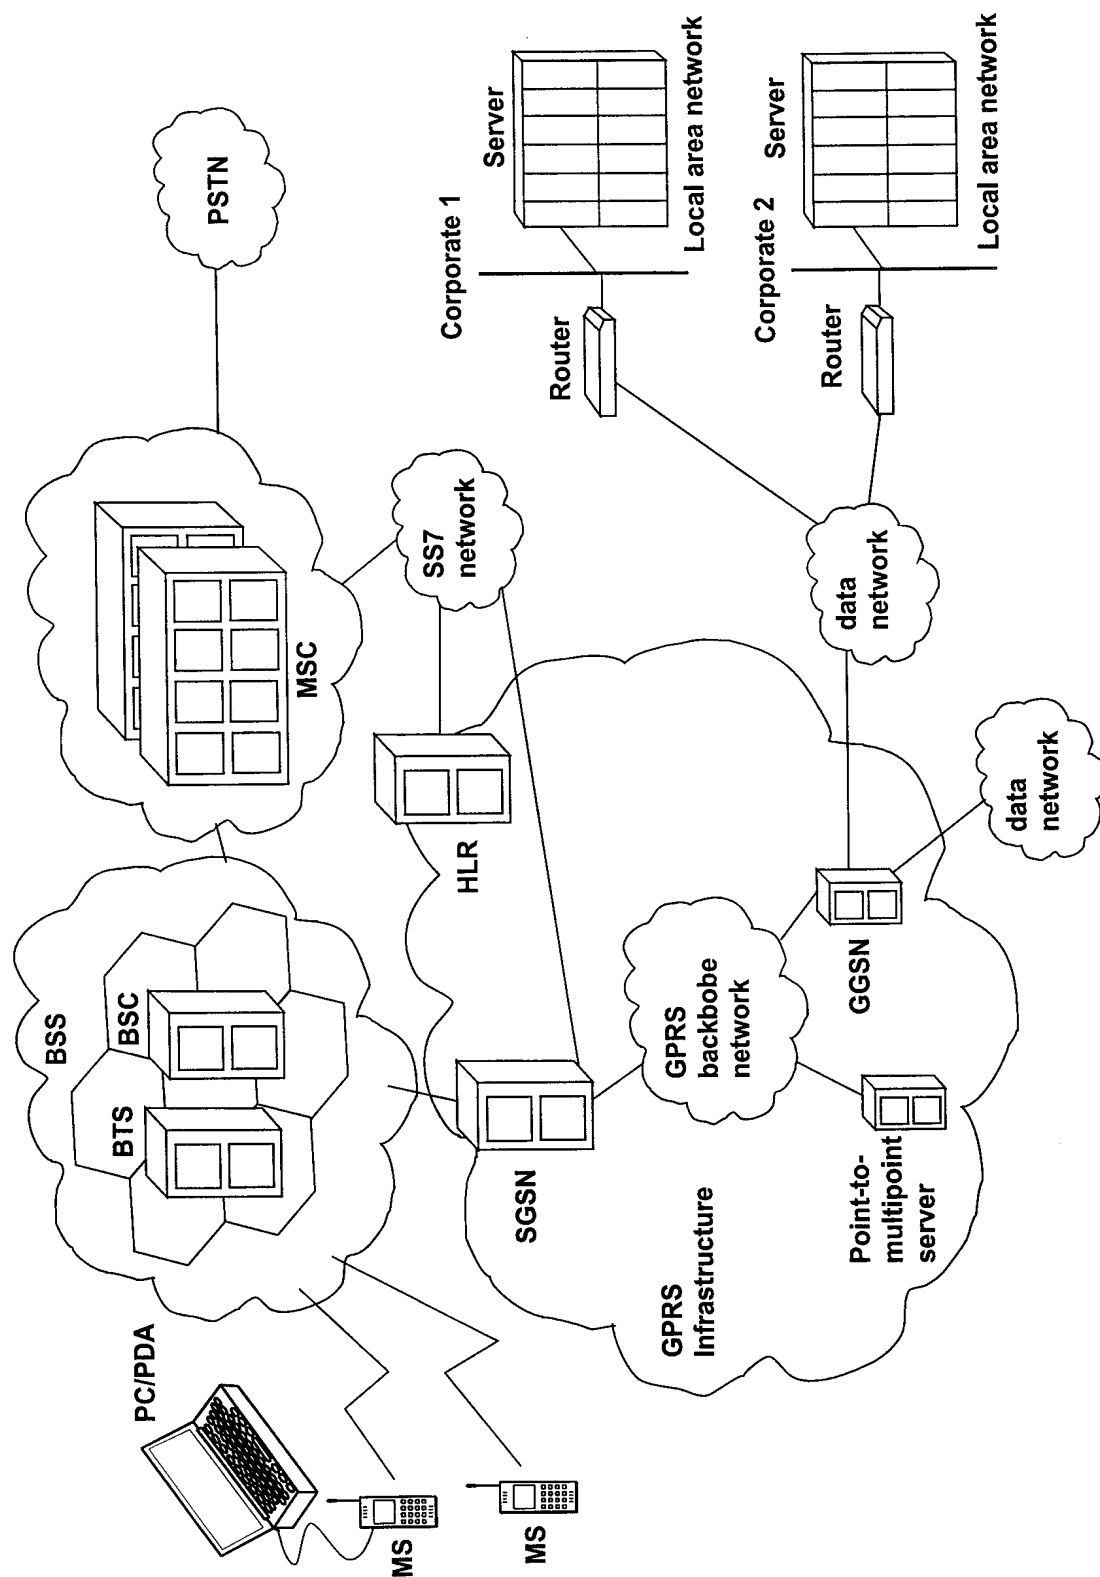 PC/PDA
MS
MS
BSS
BTS
BSC
MSC
PSTN
SS7
network
HLR
SGSN
GPRS
Infrastructure
GPRS
backbobe
network
Point-to-
multipoint
server
GGSN
data
network
data
network
Corporate 1
Router
Server
Local area network
Corporate 2
Router
Server
Local area network